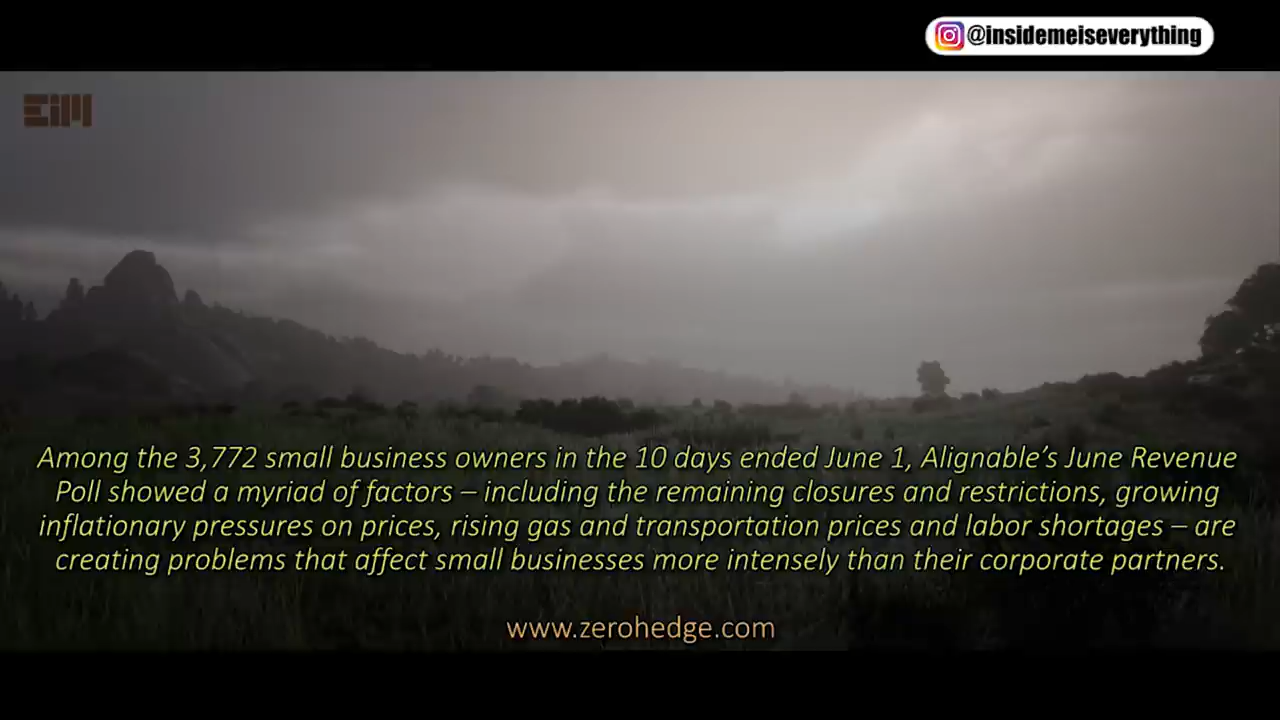 @insidemeiseverything
EiM
Among the 3,772 small business owners in the 10 days ended June 1, Alignable’s June Revenue
Poll showed a myriad of factors – including the remaining closures and restrictions, growing
inflationary pressures on prices, rising gas and transportation prices and labor shortages – are
creating problems that affect small businesses more intensely than their corporate partners.
www.zerohedge.com